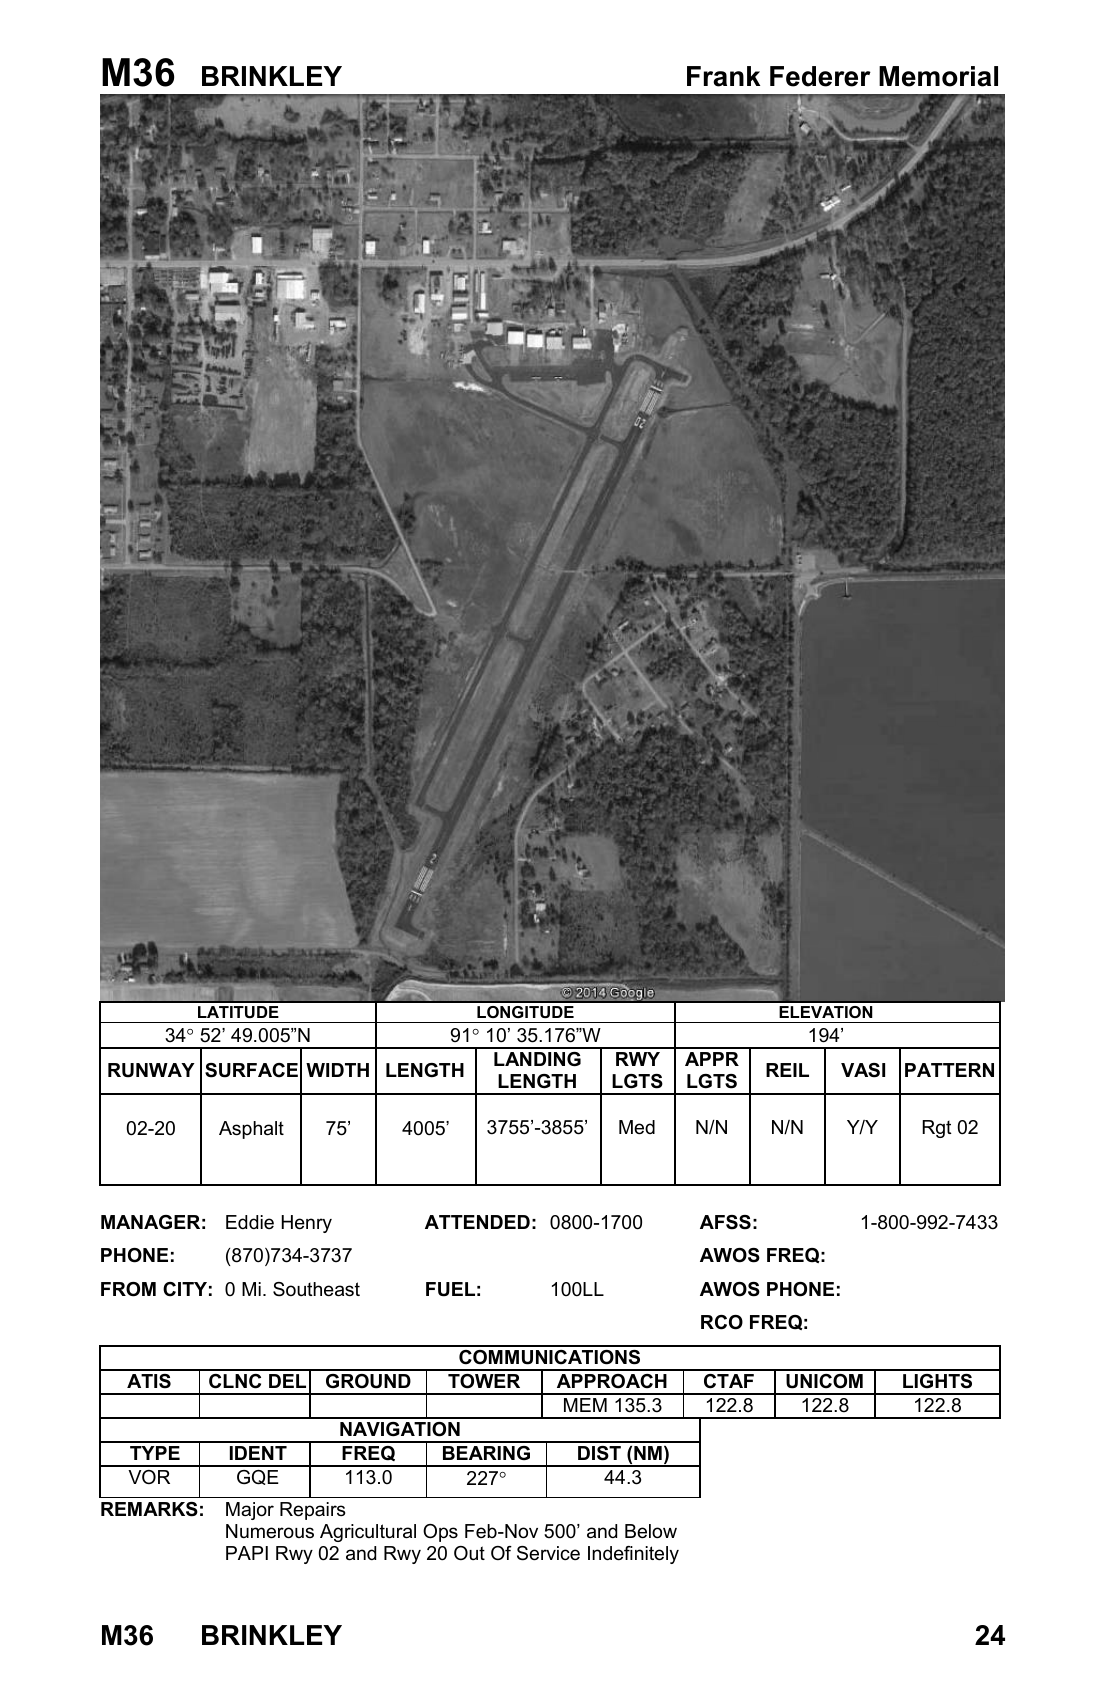 M36 BRINKLEY Frank Federer Memorial
20
2
© 2014 Google
LATITUDE LONGITUDE ELEVATION
34° 52’ 49.005”N 91° 10’ 35.176”W 194’
RUNWAY SURFACE WIDTH LENGTH LANDING LENGTH RWY LGTS APPR LGTS REIL VASI PATTERN
02-20 Asphalt 75’ 4005’ 3755’-3855’ Med N/N N/N Y/Y Rgt 02
MANAGER: Eddie Henry ATTENDED: 0800-1700 AFSS: 1-800-992-7433
PHONE: (870)734-3737 AWOS FREQ:
FROM CITY: 0 Mi. Southeast FUEL: 100LL AWOS PHONE:
RCO FREQ:
COMMUNICATIONS
ATIS CLNC DEL GROUND TOWER APPROACH CTAF UNICOM LIGHTS
MEM 135.3 122.8 122.8 122.8
NAVIGATION
TYPE IDENT FREQ BEARING DIST (NM)
VOR GQE 113.0 227° 44.3
REMARKS: Major Repairs
Numerous Agricultural Ops Feb-Nov 500’ and Below
PAPI Rwy 02 and Rwy 20 Out Of Service Indefinitely
M36 BRINKLEY 24